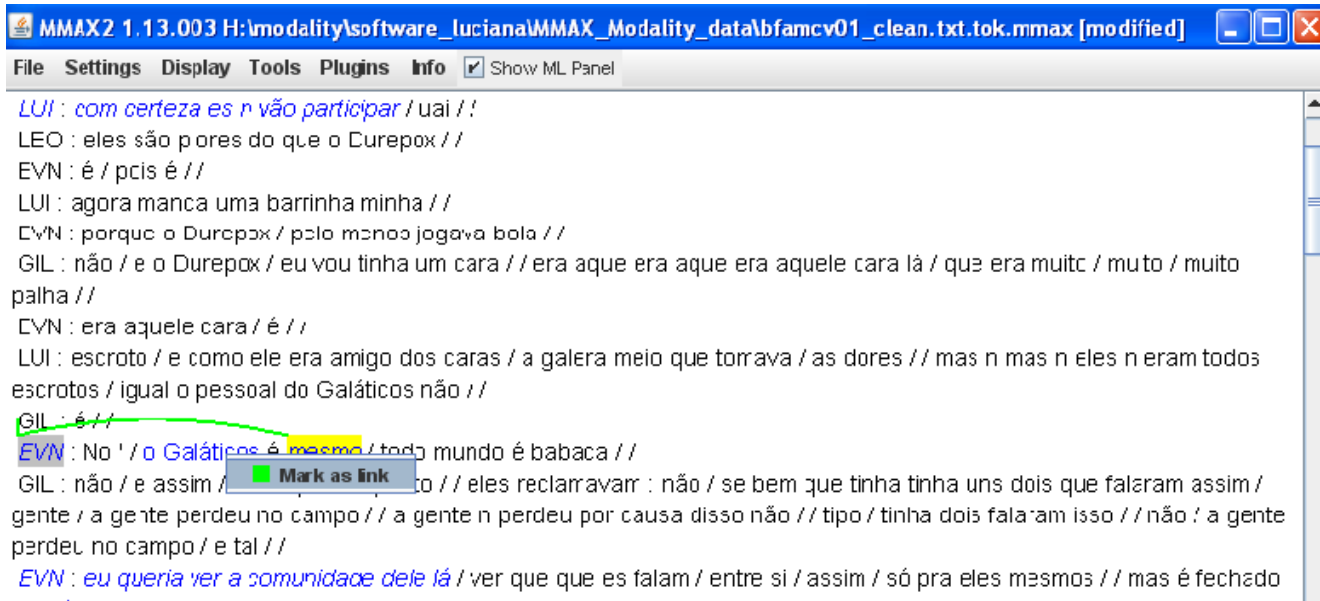 MMAX2 1.13.003 H:\modality\software_luciana\MMAX_Modality_data\bfamcv01_clean.txt.tok.mmax [modified]
File Settings Display Tools Plugins Info Show ML Panel
LUI : com certeza es n vão participar / uai / /
LEO : eles são piores do que o Durepox / /
EVN : é / pois é / /
LUI : agora manca uma barrinha minha / /
EVN : porque o Durepox / pelo menos jogava bola / /
GIL : não / e o Durepox / eu vou tinha um cara / / era aque era aque era aquele cara lá / que era muito / muito / muito
palha / /
EVN : era aquele cara / é / /
LUI : escroto / e como ele era amigo dos caras / a galera meio que tomava / as dores / / mas n mas n eles n eram todos
escrotos / igual o pessoal do Galáticos não / /
GIL : é / /
EVN : No ' / o Galáticos é mesmo / todo mundo é babaca / /
Mark as link
GIL : não / e assim / to / / eles reclamavam : não / se bem que tinha tinha uns dois que falaram assim /
gente / a gente perdeu no campo / / a gente n perdeu por causa disso não / / tipo / tinha dois falaram isso / / não / a gente
perdeu no campo / e tal / /
EVN : eu queria ver a comunidade dele lá / ver que que es falam / entre si / assim / só pra eles mesmos / / mas é fechado